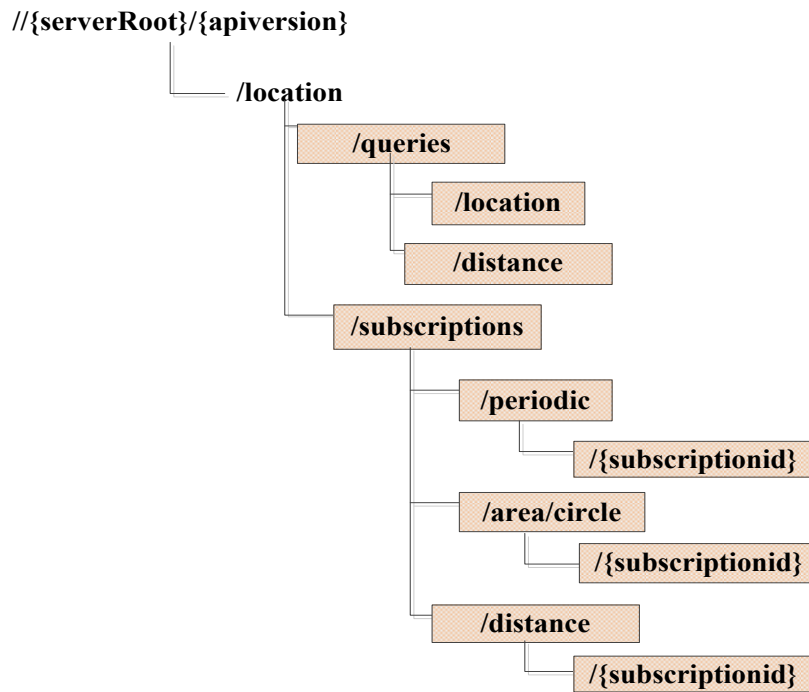 //{serverRoot}/{apiversion}
/location
/queries
/location
/distance
/subscriptions
/periodic
/{subscriptionid}
/area/circle
/{subscriptionid}
/distance
/{subscriptionid}